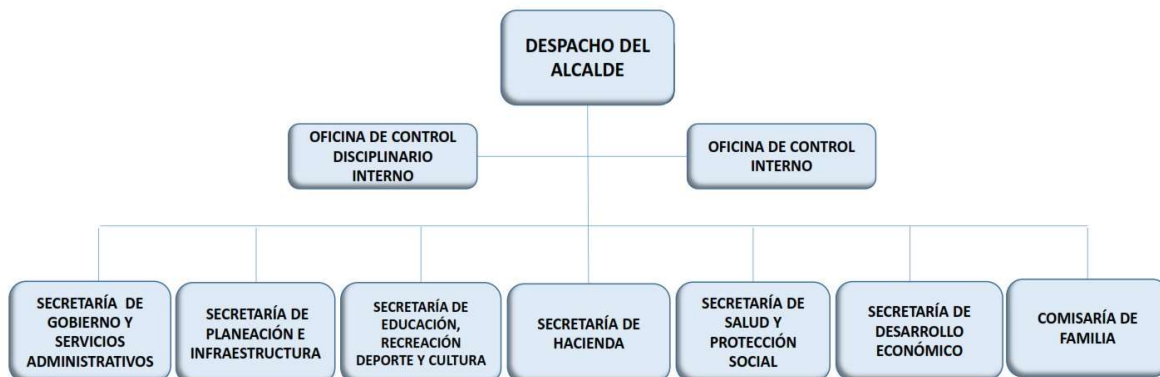 DESPACHO DEL
ALCALDE
OFICINA DE CONTROL
DISCIPLINARIO
INTERNO
OFICINA DE CONTROL
INTERNO
SECRETARÍA DE
GOBIERNO Y
SERVICIOS
ADMINISTRATIVOS
SECRETARÍA DE
PLANEACIÓN E
INFRAESTRUCTURA
SECRETARÍA DE
EDUCACIÓN,
RECREACIÓN
DEPORTE Y CULTURA
SECRETARÍA DE
HACIENDA
SECRETARÍA DE
SALUD Y
PROTECCIÓN
SOCIAL
SECRETARÍA DE
DESARROLLO
ECONÓMICO
COMISARÍA DE
FAMILIA